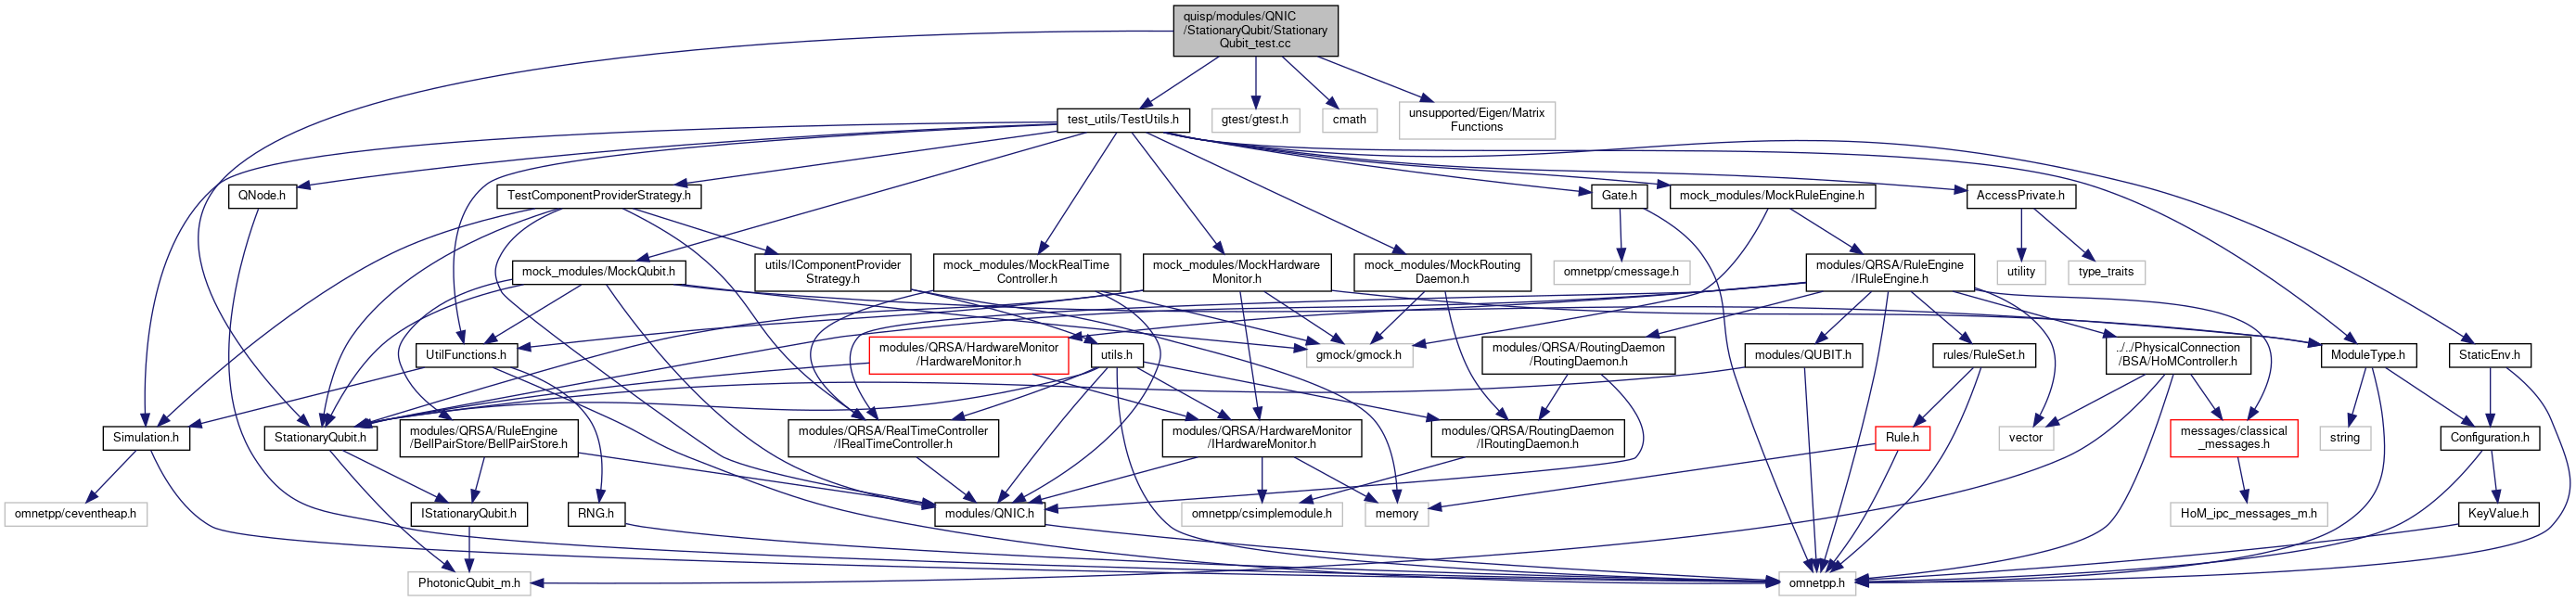 quisp/modules/QNIC
/StationaryQubit/Stationary
Qubit_test.cc
test_utils/TestUtils.h
gtest/gtest.h
cmath
unsupported/Eigen/Matrix
Functions
QNode.h
TestComponentProviderStrategy.h
Gate.h
mock_modules/MockRuleEngine.h
AccessPrivate.h
mock_modules/MockQubit.h
utils/IComponentProvider
Strategy.h
mock_modules/MockRealTime
Controller.h
mock_modules/MockHardware
Monitor.h
mock_modules/MockRouting
Daemon.h
omnetpp/cmessage.h
modules/QRSA/RuleEngine
/IRuleEngine.h
utility
type_traits
UtilFunctions.h
modules/QRSA/HardwareMonitor
/HardwareMonitor.h
utils.h
gmock/gmock.h
modules/QRSA/RoutingDaemon
/RoutingDaemon.h
modules/QUBIT.h
rules/RuleSet.h
../../PhysicalConnection
/BSA/HoMController.h
ModuleType.h
StaticEnv.h
Simulation.h
StationaryQubit.h
modules/QRSA/RuleEngine
/BellPairStore/BellPairStore.h
modules/QRSA/RealTimeController
/IRealTimeController.h
modules/QRSA/HardwareMonitor
/IHardwareMonitor.h
modules/QRSA/RoutingDaemon
/IRoutingDaemon.h
Rule.h
vector
messages/classical
_messages.h
string
Configuration.h
omnetpp/ceventheap.h
IStationaryQubit.h
RNG.h
modules/QNIC.h
omnetpp/csimplemodule.h
memory
HoM_ipc_messages_m.h
KeyValue.h
PhotonicQubit_m.h
omnetpp.h